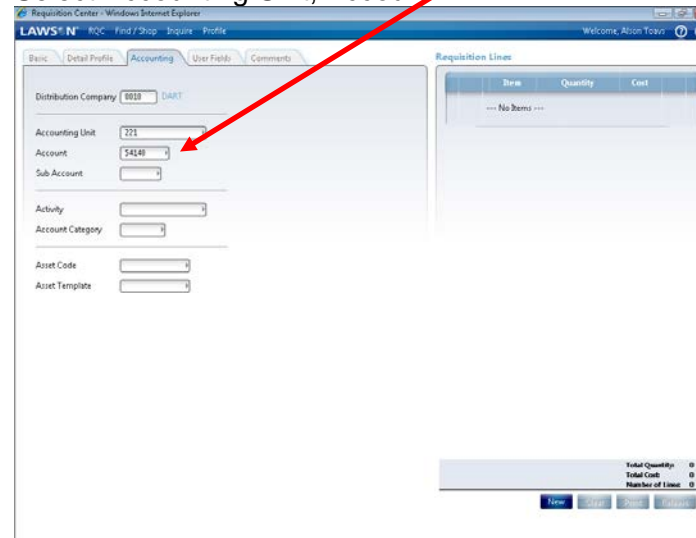 Requisition Center - Windows Internet Explorer
LAWSON RQC Find / Shop Inquire Profile
Welcome,
Basic Detail Profile Accounting User Fields Comments
Requisition Lines
Item Quantity Cost
--- No Items ---
Distribution Company 0010 DART
Accounting Unit 221
Account 54140
Sub Account
Activity
Account Category
Asset Code
Asset Template
Total Quantity: 0
Total Cost: 0
Number of Lines: 0
New Clear Print Release